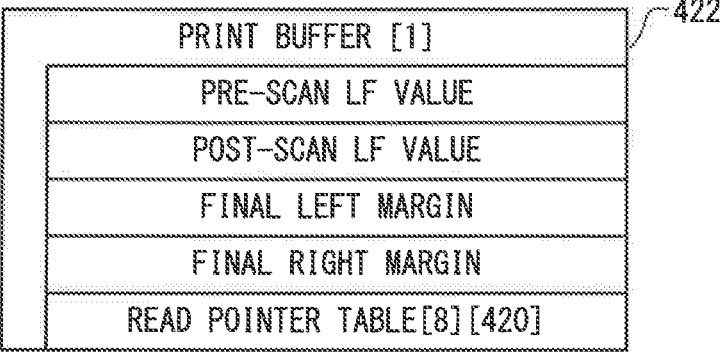 422
PRINT BUFFER [1]
PRE-SCAN LF VALUE
POST-SCAN LF VALUE
FINAL LEFT MARGIN
FINAL RIGHT MARGIN
READ POINTER TABLE[8][420]